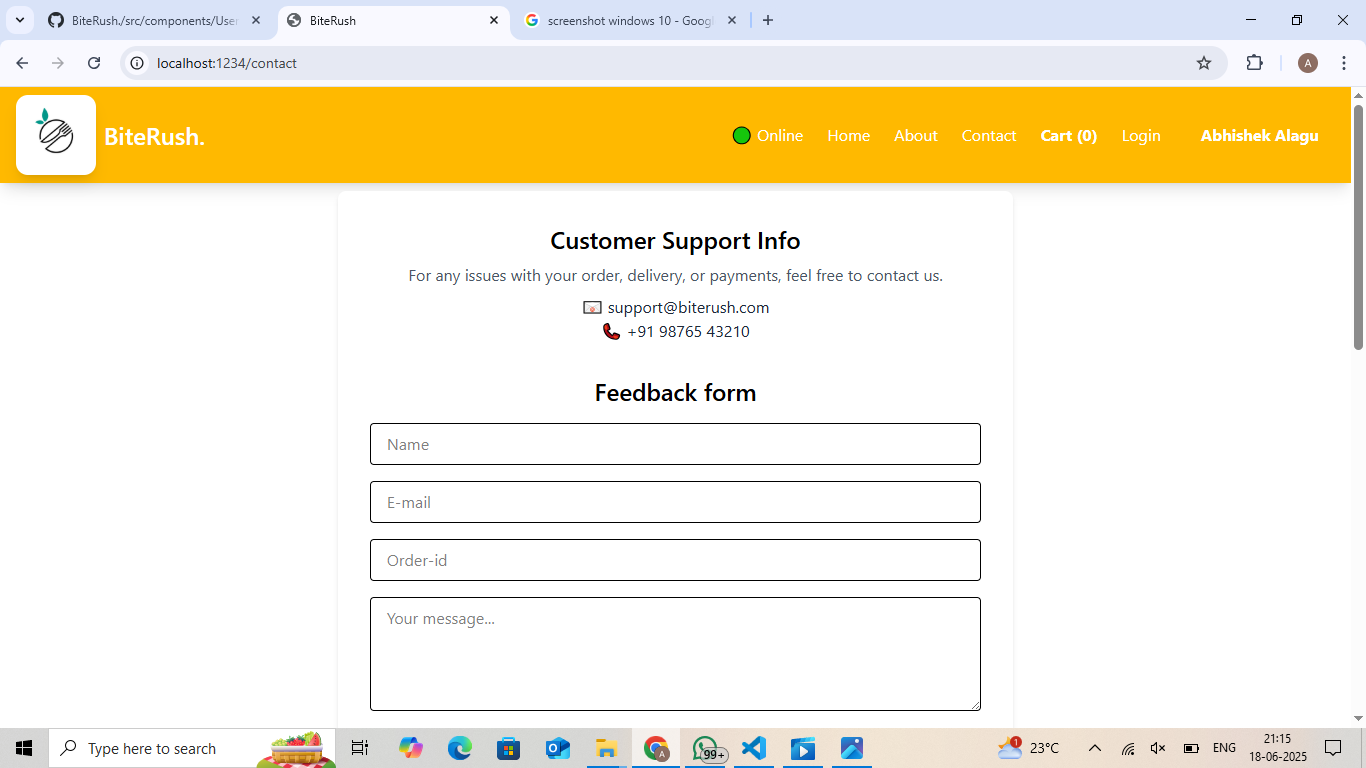 BiteRush./src/components/User
BiteRush
screenshot windows 10 - Goog
localhost:1234/contact
A
BiteRush.
Online Home About Contact Cart (0) Login Abhishek Alagu
Customer Support Info
For any issues with your order, delivery, or payments, feel free to contact us.
support@biterush.com
+91 98765 43210
Feedback form
Name
E-mail
Order-id
Your message...
Type here to search
A
99+
1
23°C
ENG
21:15
18-06-2025